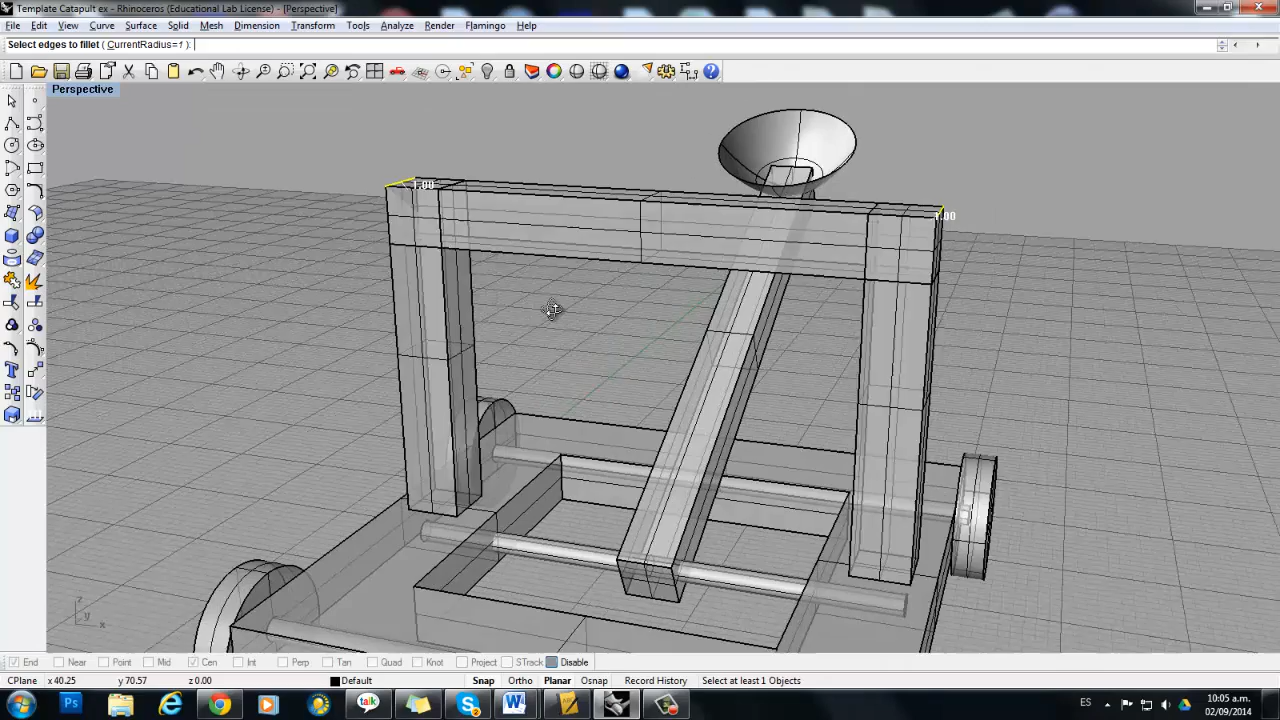 Template Catapult ex - Rhinoceros (Educational Lab License) - [Perspective]
File Edit View Curve Surface Solid Mesh Dimension Transform Tools Analyze Render Flamingo Help
Select edges to fillet ( CurrentRadius=1 ):
Perspective
1.00
1.00
z
y
x
End Near Point Mid Cen Int Perp Tan Quad Knot Project STrack Disable
CPlane x 40.25 y 70.57 z 0.00 Default Snap Ortho Planar Osnap Record History Select at least 1 Objects
Ps talk S 2 W ES 10:05 a.m.
02/09/2014